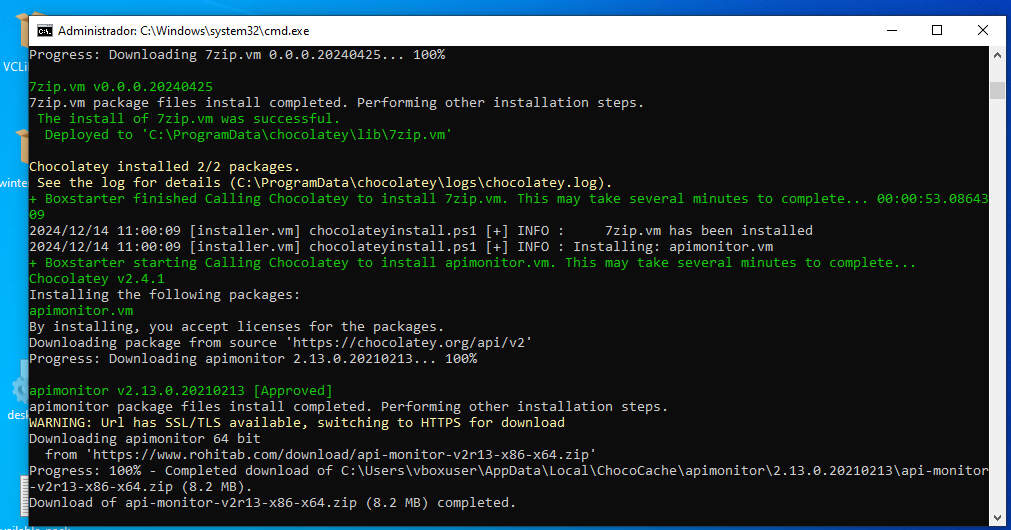 Administrador: C:\Windows\system32\cmd.exe
Progress: Downloading 7zip.vm 0.0.0.20240425... 100%
VCLi
7zip.vm v0.0.0.20240425
7zip.vm package files install completed. Performing other installation steps.
The install of 7zip.vm was successful.
Deployed to 'C:\ProgramData\chocolatey\lib\7zip.vm'
Chocolatey installed 2/2 packages.
winte
See the log for details (C:\ProgramData\chocolatey\logs\chocolatey.log).
+ Boxstarter finished Calling Chocolatey to install 7zip.vm. This may take several minutes to complete... 00:00:53.08643
09
2024/12/14 11:00:09 [installer.vm] chocolateyinstall.ps1 [+] INFO :     7zip.vm has been installed
2024/12/14 11:00:09 [installer.vm] chocolateyinstall.ps1 [+] INFO : Installing: apimonitor.vm
+ Boxstarter starting Calling Chocolatey to install apimonitor.vm. This may take several minutes to complete...
Chocolatey v2.4.1
Installing the following packages:
apimonitor.vm
By installing, you accept licenses for the packages.
Downloading package from source 'https://chocolatey.org/api/v2'
Progress: Downloading apimonitor 2.13.0.20210213... 100%
apimonitor v2.13.0.20210213 [Approved]
apimonitor package files install completed. Performing other installation steps.
desk
WARNING: Url has SSL/TLS available, switching to HTTPS for download
Downloading apimonitor 64 bit
from 'https://www.rohitab.com/download/api-monitor-v2r13-x86-x64.zip'
Progress: 100% - Completed download of C:\Users\vboxuser\AppData\Local\ChocoCache\apimonitor\2.13.0.20210213\api-monitor
-v2r13-x86-x64.zip (8.2 MB).
Download of api-monitor-v2r13-x86-x64.zip (8.2 MB) completed.